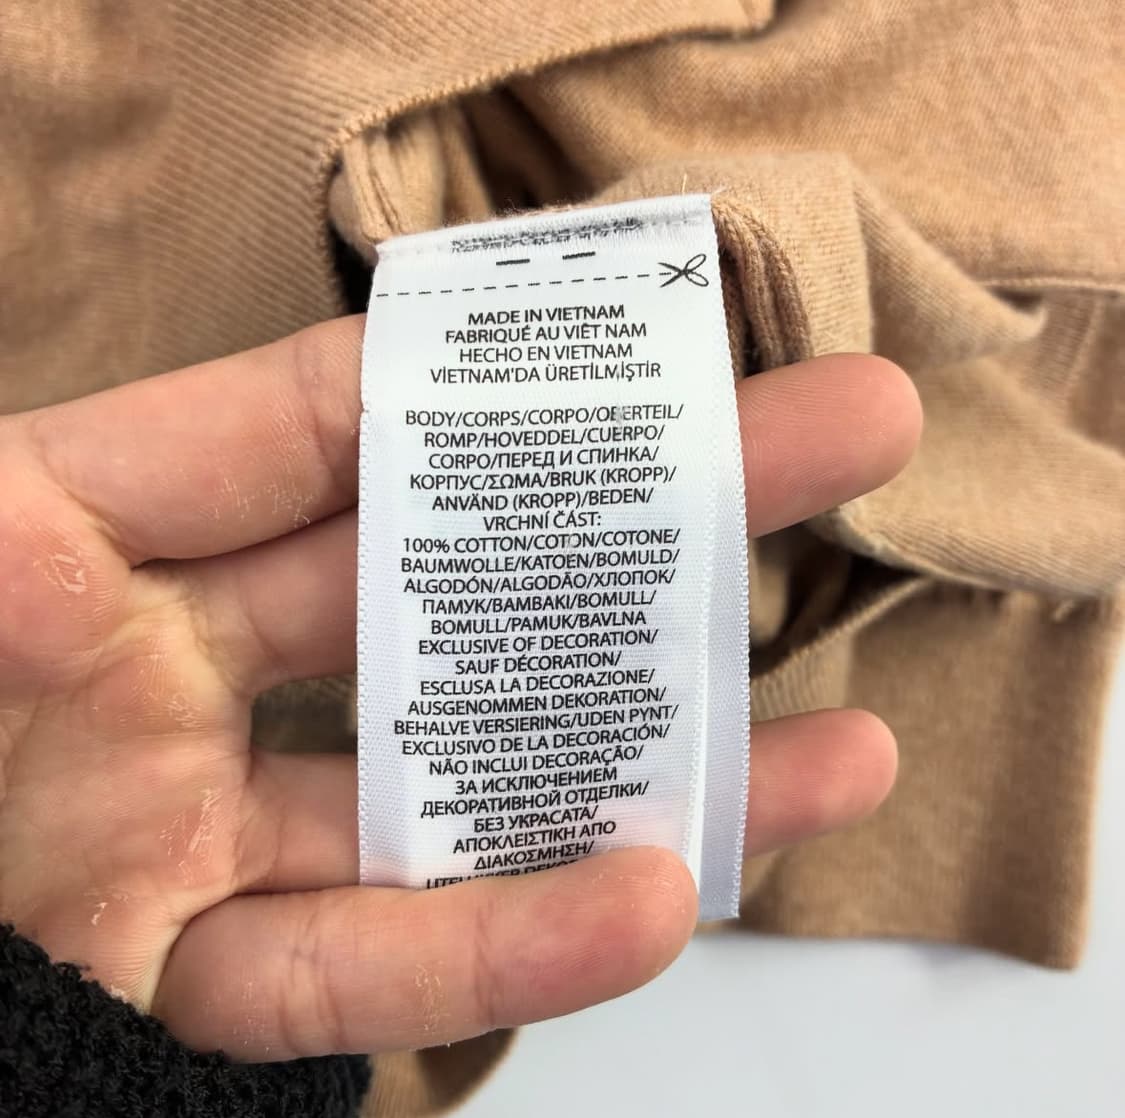 MADE IN VIETNAM
FABRIQUÉ AU VIÊT NAM
HECHO EN VIETNAM
VİETNAM'DA ÜRETİLMİŞTİR
BODY/CORPS/CORPO/OBERTEIL/
ROMP/HOVEDDEL/CUERPO/
CORPO/ПЕРЕД И СПИНКА/
КОРПУС/ΣΩΜΑ/BRUK (KROPP)/
ANVÄND (KROPP)/BEDEN/
VRCHNÍ ČÁST:
100% COTTON/COTON/COTONE/
BAUMWOLLE/KATOEN/BOMULD/
ALGODÓN/ALGODÃO/ХЛОПОК/
ПАМУК/ΒΑΜΒΑΚΙ/BOMULL/
BOMULL/PAMUK/BAVLNA
EXCLUSIVE OF DECORATION/
SAUF DÉCORATION/
ESCLUSA LA DECORAZIONE/
AUSGENOMMEN DEKORATION/
BEHALVE VERSIERING/UDEN PYNT/
EXCLUSIVO DE LA DECORACIÓN/
NÃO INCLUI DECORAÇÃO/
ЗА ИСКЛЮЧЕНИЕМ
ДЕКОРАТИВНОЙ ОТДЕЛКИ/
БЕЗ УКРАСАТА/
ΑΠΟΚΛΕΙΣΤΙΚΗ ΑΠΟ
ΔΙΑΚΟΣΜΗΣΗ/